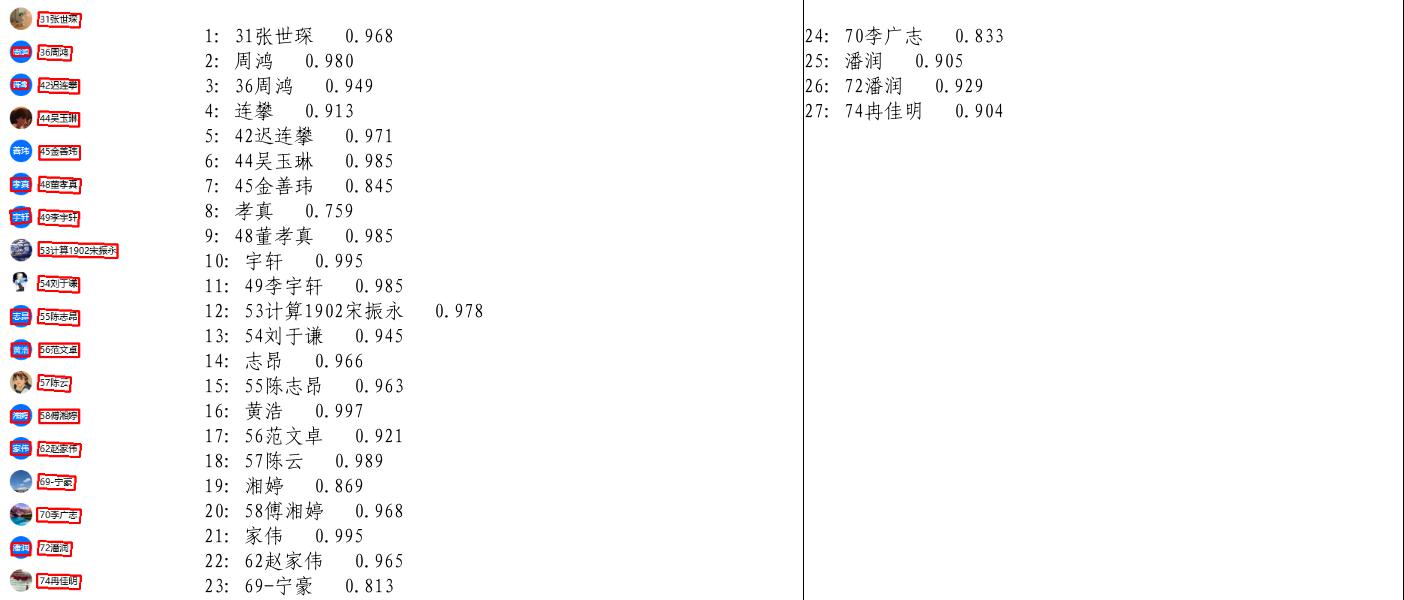 31张世琛
周鸿 36周鸿
连攀 42迟连攀
44吴玉琳
善玮 45金善玮
孝真 48董孝真
宇轩 49李宇轩
53计算1902宋振永
54刘于谦
志昂 55陈志昂
黄浩 56范文卓
57陈云
湘婷 58傅湘婷
家伟 62赵家伟
69-宁豪
70李广志
潘润 72潘润
74冉佳明
1: 31张世琛 0.968
2: 周鸿 0.980
3: 36周鸿 0.949
4: 连攀 0.913
5: 42迟连攀 0.971
6: 44吴玉琳 0.985
7: 45金善玮 0.845
8: 孝真 0.759
9: 48董孝真 0.985
10: 宇轩 0.995
11: 49李宇轩 0.985
12: 53计算1902宋振永 0.978
13: 54刘于谦 0.945
14: 志昂 0.966
15: 55陈志昂 0.963
16: 黄浩 0.997
17: 56范文卓 0.921
18: 57陈云 0.989
19: 湘婷 0.869
20: 58傅湘婷 0.968
21: 家伟 0.995
22: 62赵家伟 0.965
23: 69-宁豪 0.813
24: 70李广志 0.833
25: 潘润 0.905
26: 72潘润 0.929
27: 74冉佳明 0.904